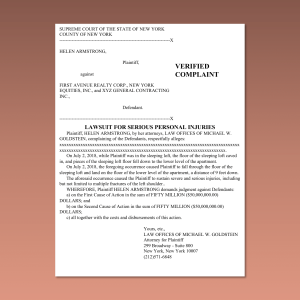 SUPREME COURT OF THE STATE OF NEW YORK
COUNTY OF NEW YORK
-----------------------------------------------------------------X
HELEN ARMSTRONG,
Plaintiff,
against
VERIFIED
COMPLAINT
FIRST AVENUE REALTY CORP., NEW YORK
EQUITIES, INC., and XYZ GENERAL CONTRACTING
INC.,
Defendant.
-----------------------------------------------------------------X
LAWSUIT FOR SERIOUS PERSONAL INJURIES
Plaintiff, HELEN ARMSTRONG, by her attorneys, LAW OFFICES OF MICHAEL W.
GOLDSTEIN, complaining of the Defendants, respectfully alleges:
On July 2, 2010, while Plaintiff was in the sleeping loft, the floor of the sleeping loft caved
in, and pieces of the sleeping loft floor fell down to the lower level of the apartment.
On July 2, 2010, the foregoing occurrence caused Plaintiff to fall through the floor of the
sleeping loft and land on the floor of the lower level of the apartment, a distance of 9 feet down.
The aforesaid occurrence caused the Plaintiff to sustain severe and serious injuries, including
but not limited to multiple fractures of the left shoulder..
WHEREFORE, Plaintiff HELEN ARMSTRONG demands judgment against Defendants:
a) on the First Cause of Action in the sum of FIFTY MILLION ($50,000,000.00)
DOLLARS; and
b) on the Second Cause of Action in the sum of FIFTY MILLION ($50,000,000.00)
DOLLARS;
c) all together with the costs and disbursements of this action.
Yours, etc.,
LAW OFFICES OF MICHAEL W. GOLDSTEIN
Attorney for Plaintiff
299 Broadway - Suite 800
New York, New York 10007
(212) 571-6848